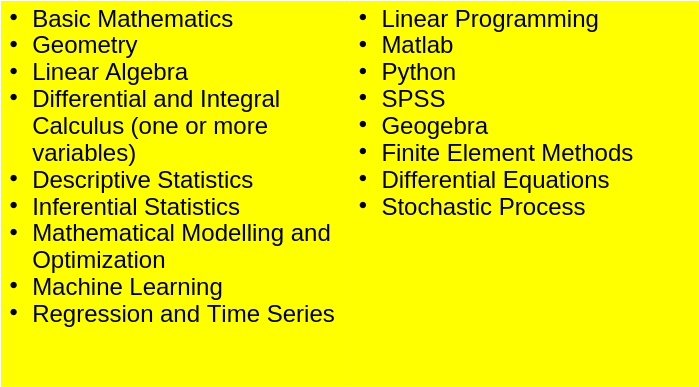 • Basic Mathematics
• Geometry
• Linear Algebra
• Differential and Integral
Calculus (one or more
variables)
• Descriptive Statistics
• Inferential Statistics
• Mathematical Modelling and
Optimization
• Machine Learning
• Regression and Time Series
• Linear Programming
• Matlab
• Python
• SPSS
• Geogebra
• Finite Element Methods
• Differential Equations
• Stochastic Process